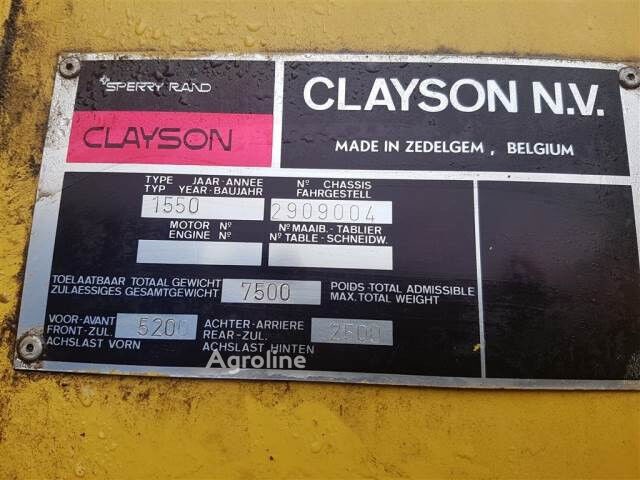 SPERRY RAND
CLAYSON
CLAYSON N.V.
MADE IN ZEDELGEM, BELGIUM
TYPE JAAR-ANNEE
TYP YEAR-BAUJAHR
1550
Nº CHASSIS
FAHRGESTELL
2909004
MOTOR Nº
ENGINE Nº
Nº MAAIB.-TABLIER
Nº TABLE-SCHNEIDW.
TOELAATBAAR TOTAAL GEWICHT
ZULAESSIGES GESAMTGEWICHT
7500
POIDS-TOTAL ADMISSIBLE
MAX. TOTAL WEIGHT
VOOR-AVANT
FRONT-ZUL.
ACHSLAST VORN
5200
ACHTER-ARRIERE
REAR-ZUL.
ACHSLAST HINTEN
Agroline